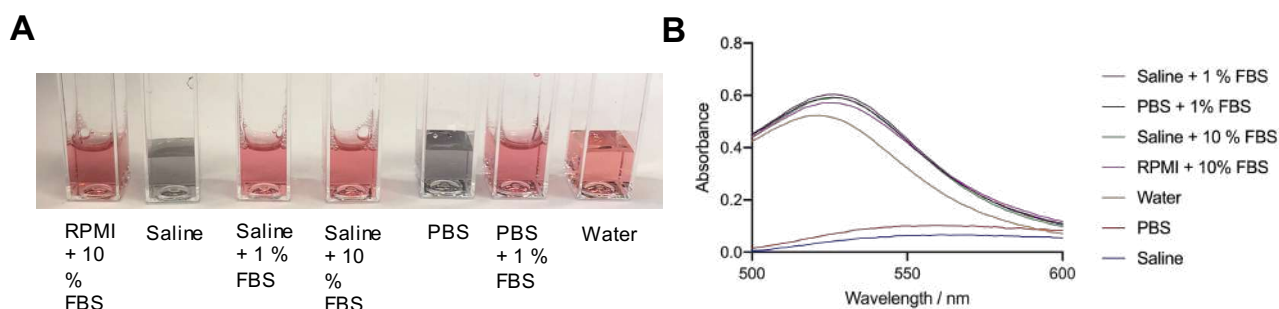 A
RPMI
+ 10
%
FBS
Saline
Saline
+ 1 %
FBS
Saline
+ 10
%
FBS
PBS
PBS
+ 1 %
FBS
Water
B
0.8
0.6
0.4
0.2
0.0
Absorbance
500
550
600
Wavelength / nm
Saline + 1 % FBS
PBS + 1% FBS
Saline + 10 % FBS
RPMI + 10% FBS
Water
PBS
Saline